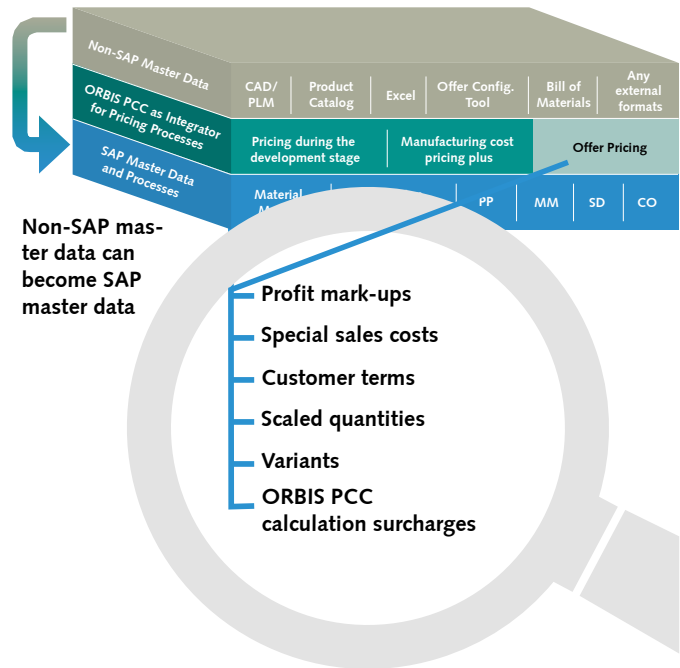 Non-SAP Master Data
CAD/
PLM
Product
Catalog
Excel
Offer Config.
Tool
Bill of
Materials
Any
external
formats
ORBIS PCC as Integrator
for Pricing Processes
Pricing during the
development stage
Manufacturing cost
pricing plus
Offer Pricing
SAP Master Data
and Processes
Material
PP
MM
SD
CO
Non-SAP mas-
ter data can
become SAP
master data
Profit mark-ups
Special sales costs
Customer terms
Scaled quantities
Variants
ORBIS PCC
calculation surcharges